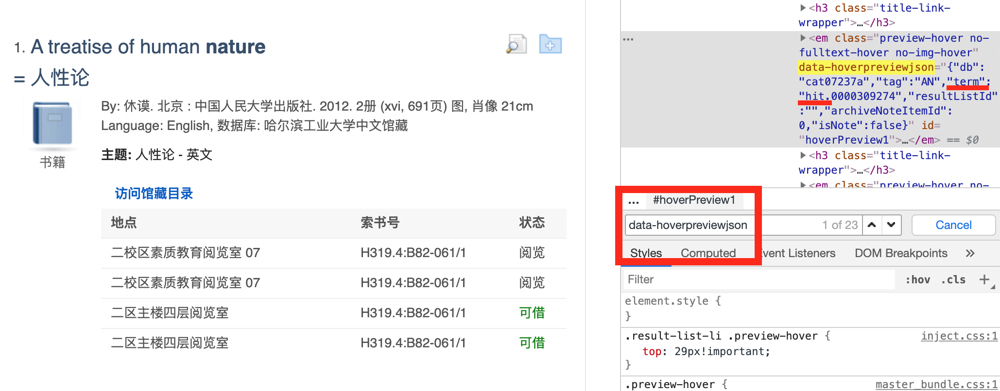 1. A treatise of human nature
= 人性论
书籍
By: 休谟. 北京 : 中国人民大学出版社. 2012. 2册 (xvi, 691页) 图, 肖像 21cm
Language: English, 数据库: 哈尔滨工业大学中文馆藏
主题: 人性论 - 英文
访问馆藏目录
地点 索书号 状态
二校区素质教育阅览室 07 H319.4:B82-061/1 阅览
二校区素质教育阅览室 07 H319.4:B82-061/1 阅览
二区主楼四层阅览室 H319.4:B82-061/1 可借
二区主楼四层阅览室 H319.4:B82-061/1 可借
<h3 class="title-link-
wrapper">…</h3>
<em class="preview-hover no-
fulltext-hover no-img-hover"
data-hoverpreviewjson="{"db":
"cat07237a","tag":"AN","term":
"hit.0000309274","resultListId"
:"","archiveNoteItemId":
0,"isNote":false}" id=
"hoverPreview1">…</em> == $0
<h3 class="title-link-
wrapper">…</h3>
<em class="preview-hover no-
... #hoverPreview1
data-hoverpreviewjson 1 of 23 Cancel
Styles Computed Event Listeners DOM Breakpoints »
Filter :hov .cls +
element.style {
}
.result-list-li .preview-hover { inject.css:1
top: 29px!important;
}
.preview-hover { master_bundle.css:1